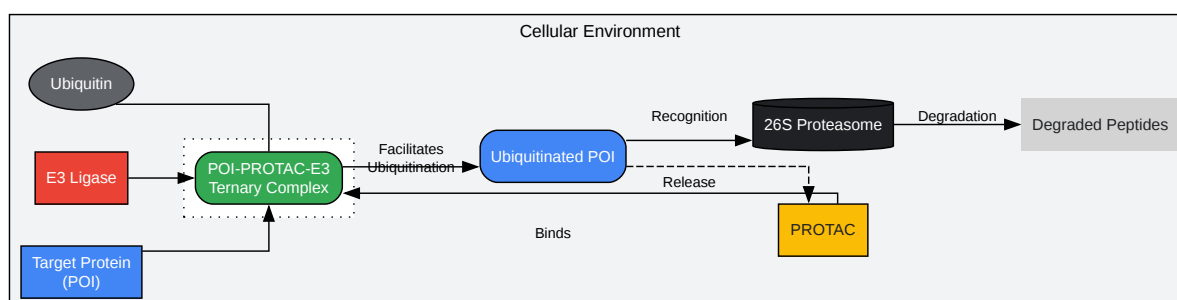 Cellular Environment
Ubiquitin
E3 Ligase
Target Protein
(POI)
POI-PROTAC-E3
Ternary Complex
Facilitates
Ubiquitination
Ubiquitinated POI
Recognition
26S Proteasome
Degradation
Degraded Peptides
Release
Binds
PROTAC